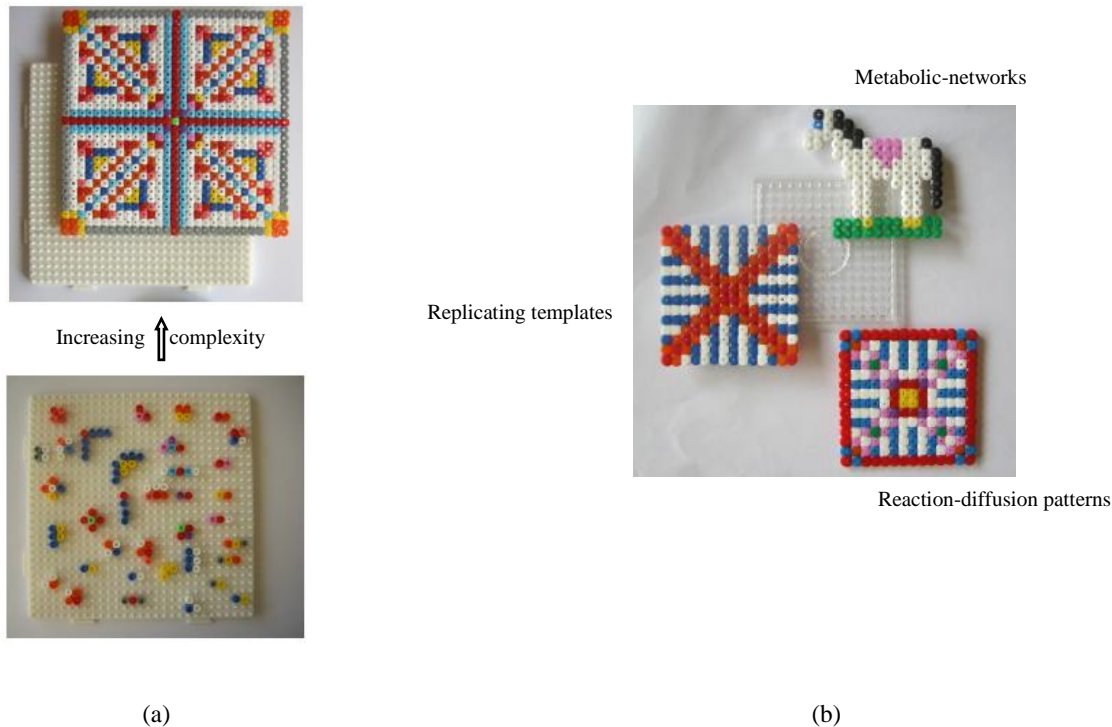 Metabolic-networks
Replicating templates
Increasing complexity
Reaction-diffusion patterns
(a)
(b)